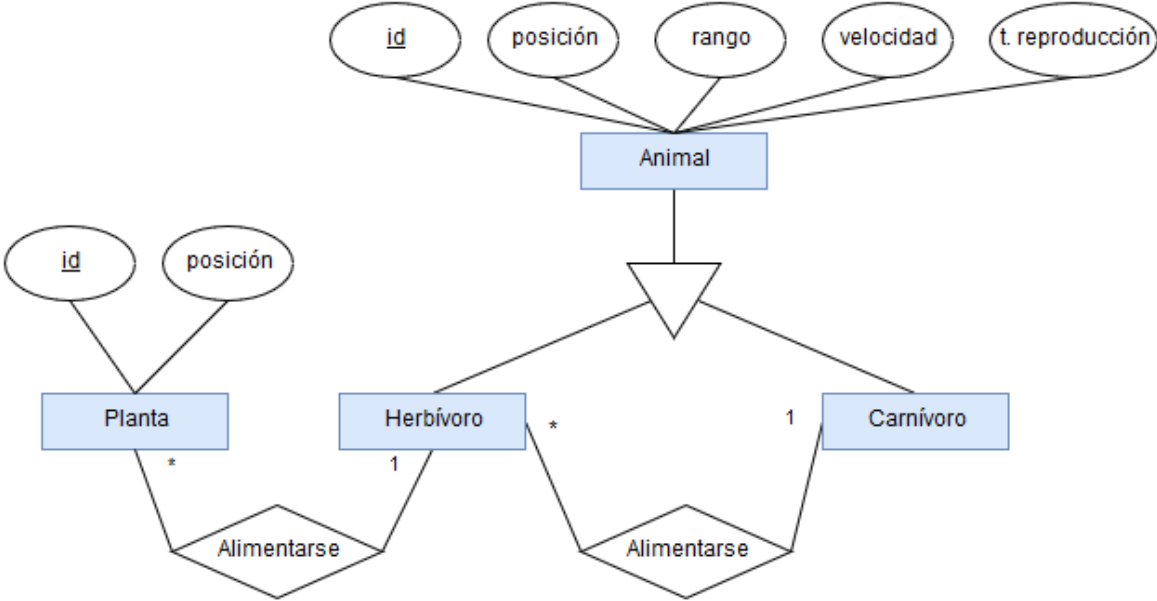 id
posición
rango
velocidad
t. reproducción
Animal
id
posición
Planta
Herbívoro
Carnívoro
*
1
*
1
Alimentarse
Alimentarse